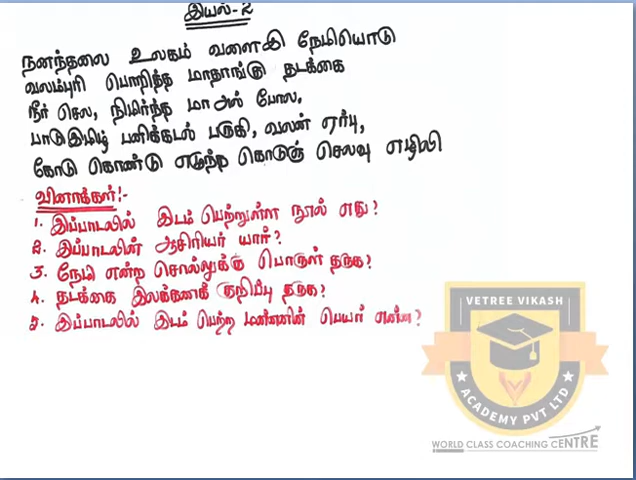 இயல்-2
நனந்தலை உலகம் வளைஇ நேமியொடு
வலம்புரி பொறித்த மாதாங்கு தடக்கை
நீர் செல, நிமிர்ந்த மாஅல் போல,
பாடுஇமிழ் பனிக்கடல் பருகி, வலன் ஏர்பு,
கோடு கொண்டு எழுந்த கொடுஞ் செலவு எழிலி
வினாக்கள்:-
1. இப்பாடலில் இடம் பெற்றுள்ள நூல் எது?
2. இப்பாடலின் ஆசிரியர் யார்?
3. நேமி என்ற சொல்லுக்கு பொருள் தருக?
4. தடக்கை இலக்கணக் குறிப்பு தருக?
5. இப்பாடலில் இடம் பெற்ற மன்னனின் பெயர் என்ன?
VETREE VIKASH
ACADEMY PVT LTD
WORLD CLASS COACHING CENTRE